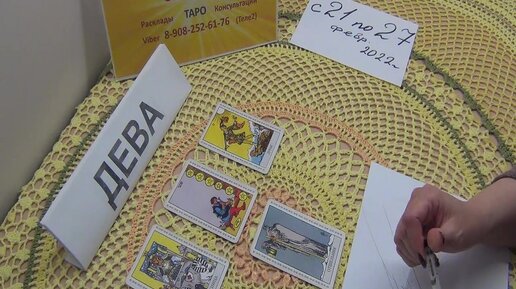 Расклады ТАРО Консультации
Viber 8-908-252-61-76 (Теле2)
с 21 по 27
февр.
2022г
ДЕВА